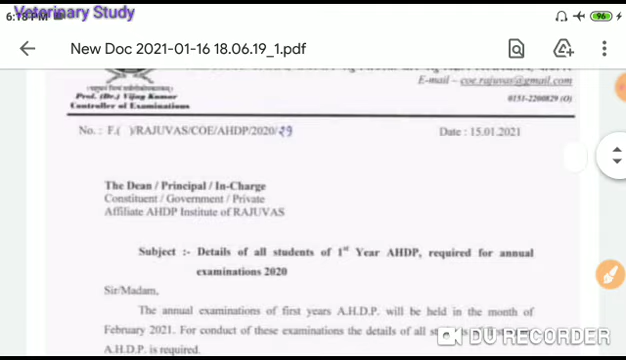 Veterinary Study
6:18 PM
96
New Doc 2021-01-16 18.06.19_1.pdf
E-mail – coe.rajuvas@gmail.com
Prof. (Dr.) Vijay Kumar
0151-2200829 (O)
Controller of Examinations
No.: F.( )/RAJUVAS/COE/AHDP/2020/29
Date : 15.01.2021
The Dean / Principal / In-Charge
Constituent / Government / Private
Affiliate AHDP Institute of RAJUVAS
Subject :- Details of all students of 1st Year AHDP, required for annual
examinations 2020
Sir/Madam,
The annual examinations of first years A.H.D.P. will be held in the month of
February 2021. For conduct of these examinations the details of all
DU RECORDER
A.H.D.P. is required.